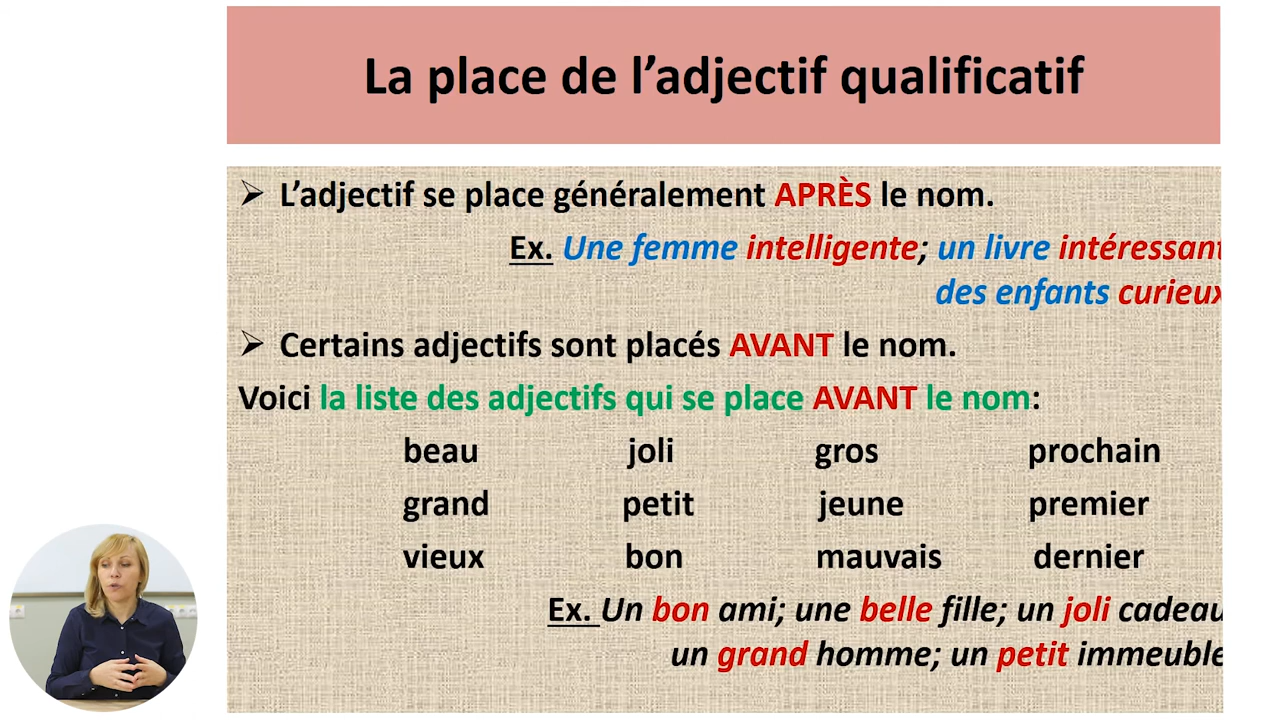 La place de l’adjectif qualificatif
➢ L’adjectif se place généralement APRÈS le nom.
Ex. Une femme intelligente; un livre intéressant
des enfants curieux
➢ Certains adjectifs sont placés AVANT le nom.
Voici la liste des adjectifs qui se place AVANT le nom:
beau joli gros prochain
grand petit jeune premier
vieux bon mauvais dernier
Ex. Un bon ami; une belle fille; un joli cadeau
un grand homme; un petit immeuble